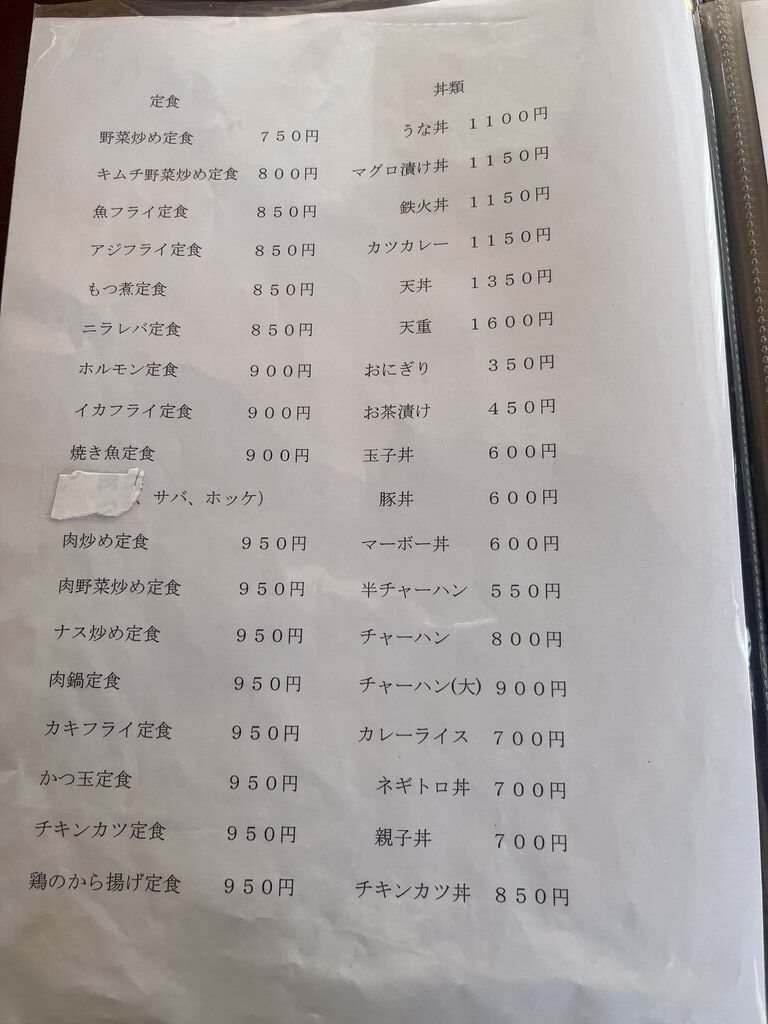 定食
野菜炒め定食 750円
キムチ野菜炒め定食 800円
魚フライ定食 850円
アジフライ定食 850円
もつ煮定食 850円
ニラレバ定食 850円
ホルモン定食 900円
イカフライ定食 900円
焼き魚定食 900円
、サバ、ホッケ）
肉炒め定食 950円
肉野菜炒め定食 950円
ナス炒め定食 950円
肉鍋定食 950円
カキフライ定食 950円
かつ玉定食 950円
チキンカツ定食 950円
鶏のから揚げ定食 950円
丼類
うな丼 1100円
マグロ漬け丼 1150円
鉄火丼 1150円
カツカレー 1150円
天丼 1350円
天重 1600円
おにぎり 350円
お茶漬け 450円
玉子丼 600円
豚丼 600円
マーボー丼 600円
半チャーハン 550円
チャーハン 800円
チャーハン(大) 900円
カレーライス 700円
ネギトロ丼 700円
親子丼 700円
チキンカツ丼 850円